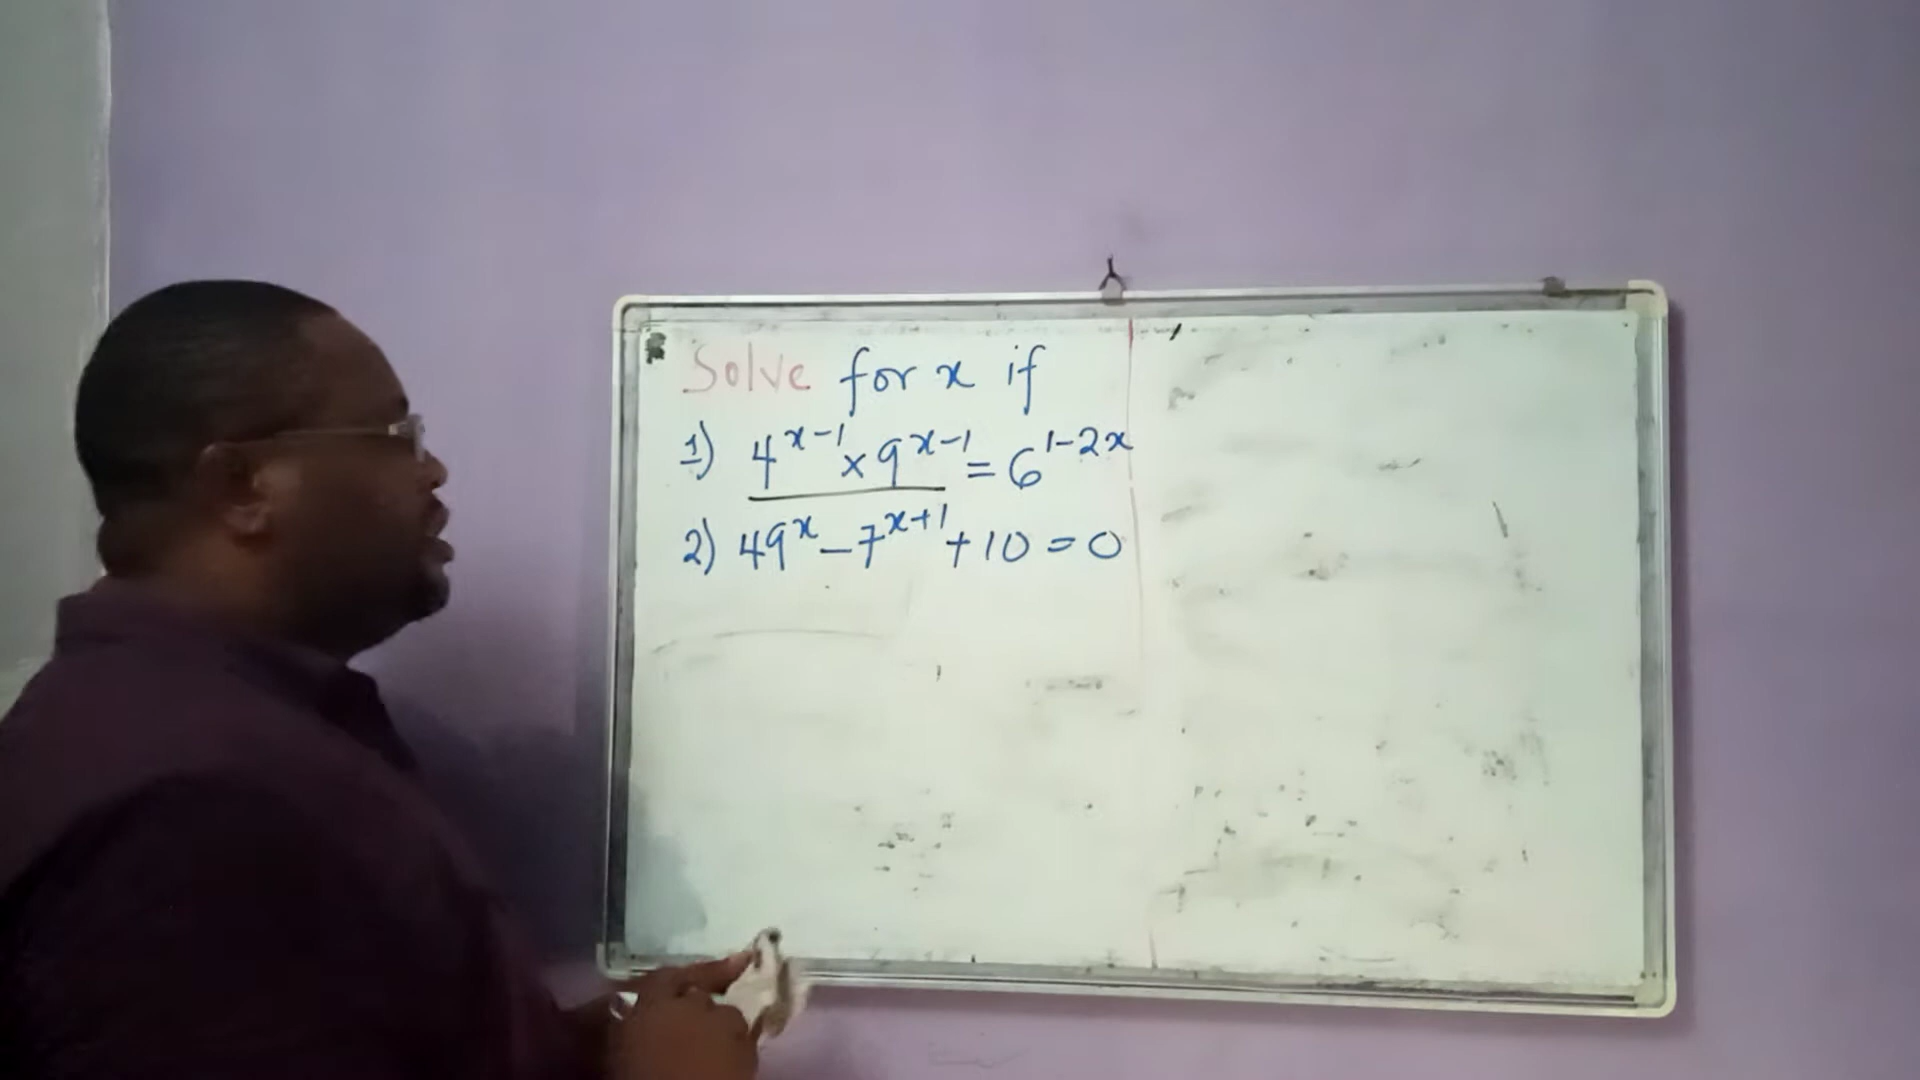 Solve for x if
1) 4^{x-1} × 9^{x-1} = 6^{1-2x}
2) 49^x - 7^{x+1} + 10 = 0